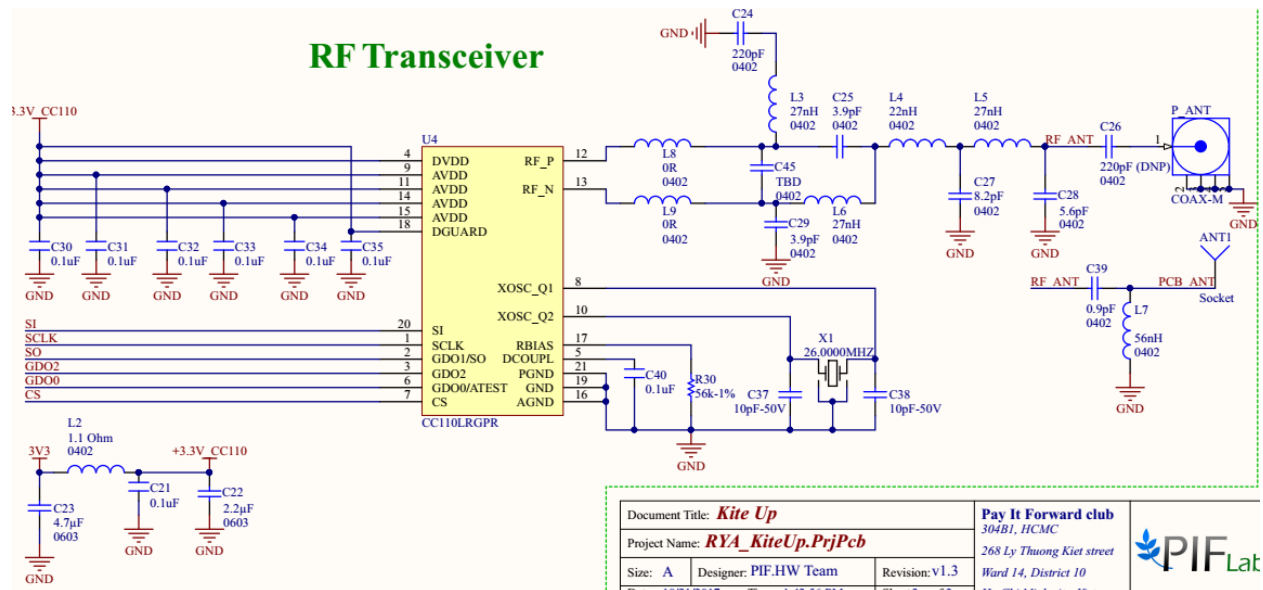 RF Transceiver
C24
GND
220pF
0402
L3
27nH
0402
C25
3.9pF
0402
L4
22nH
0402
L5
27nH
0402
RF_ANT
C26
220pF (DNP)
0402
P_ANT
1
2
3
4
5
COAX-M
GND
3.3V_CC110
U4
4 DVDD
9 AVDD
11 AVDD
14 AVDD
15 AVDD
18 DGUARD
RF_P 12
RF_N 13
L8
0R
0402
L9
0R
0402
C45
TBD
0402
C29
3.9pF
0402
GND
L6
27nH
0402
C27
8.2pF
0402
GND
C28
5.6pF
0402
GND
C30
0.1uF
GND
C31
0.1uF
GND
C32
0.1uF
GND
C33
0.1uF
GND
C34
0.1uF
GND
C35
0.1uF
GND
ANT1
Socket
RF_ANT
C39
0.9pF
0402
PCB_ANT
L7
56nH
0402
GND
SI 20 SI
SCLK 1 SCLK
SO 2 GDO1/SO
GDO2 3 GDO2
GDO0 6 GDO0/ATEST
CS 7 CS
XOSC_Q1 8
XOSC_Q2 10
RBIAS 17
DCOUPL 5
PGND 21
GND 19
AGND 16
CC110LRGPR
C40
0.1uF
R30
56k-1%
X1
26.0000MHZ
C37
10pF-50V
C38
10pF-50V
GND
L2
1.1 Ohm
0402
3V3
+3.3V_CC110
C23
4.7µF
0603
GND
C21
0.1uF
GND
C22
2.2µF
0603
GND
Document Title: Kite Up
Project Name: RYA_KiteUp.PrjPcb
Size: A Designer: PIF.HW Team Revision: v1.3
Pay It Forward club
304B1, HCMC
268 Ly Thuong Kiet street
Ward 14, District 10
PIFLab